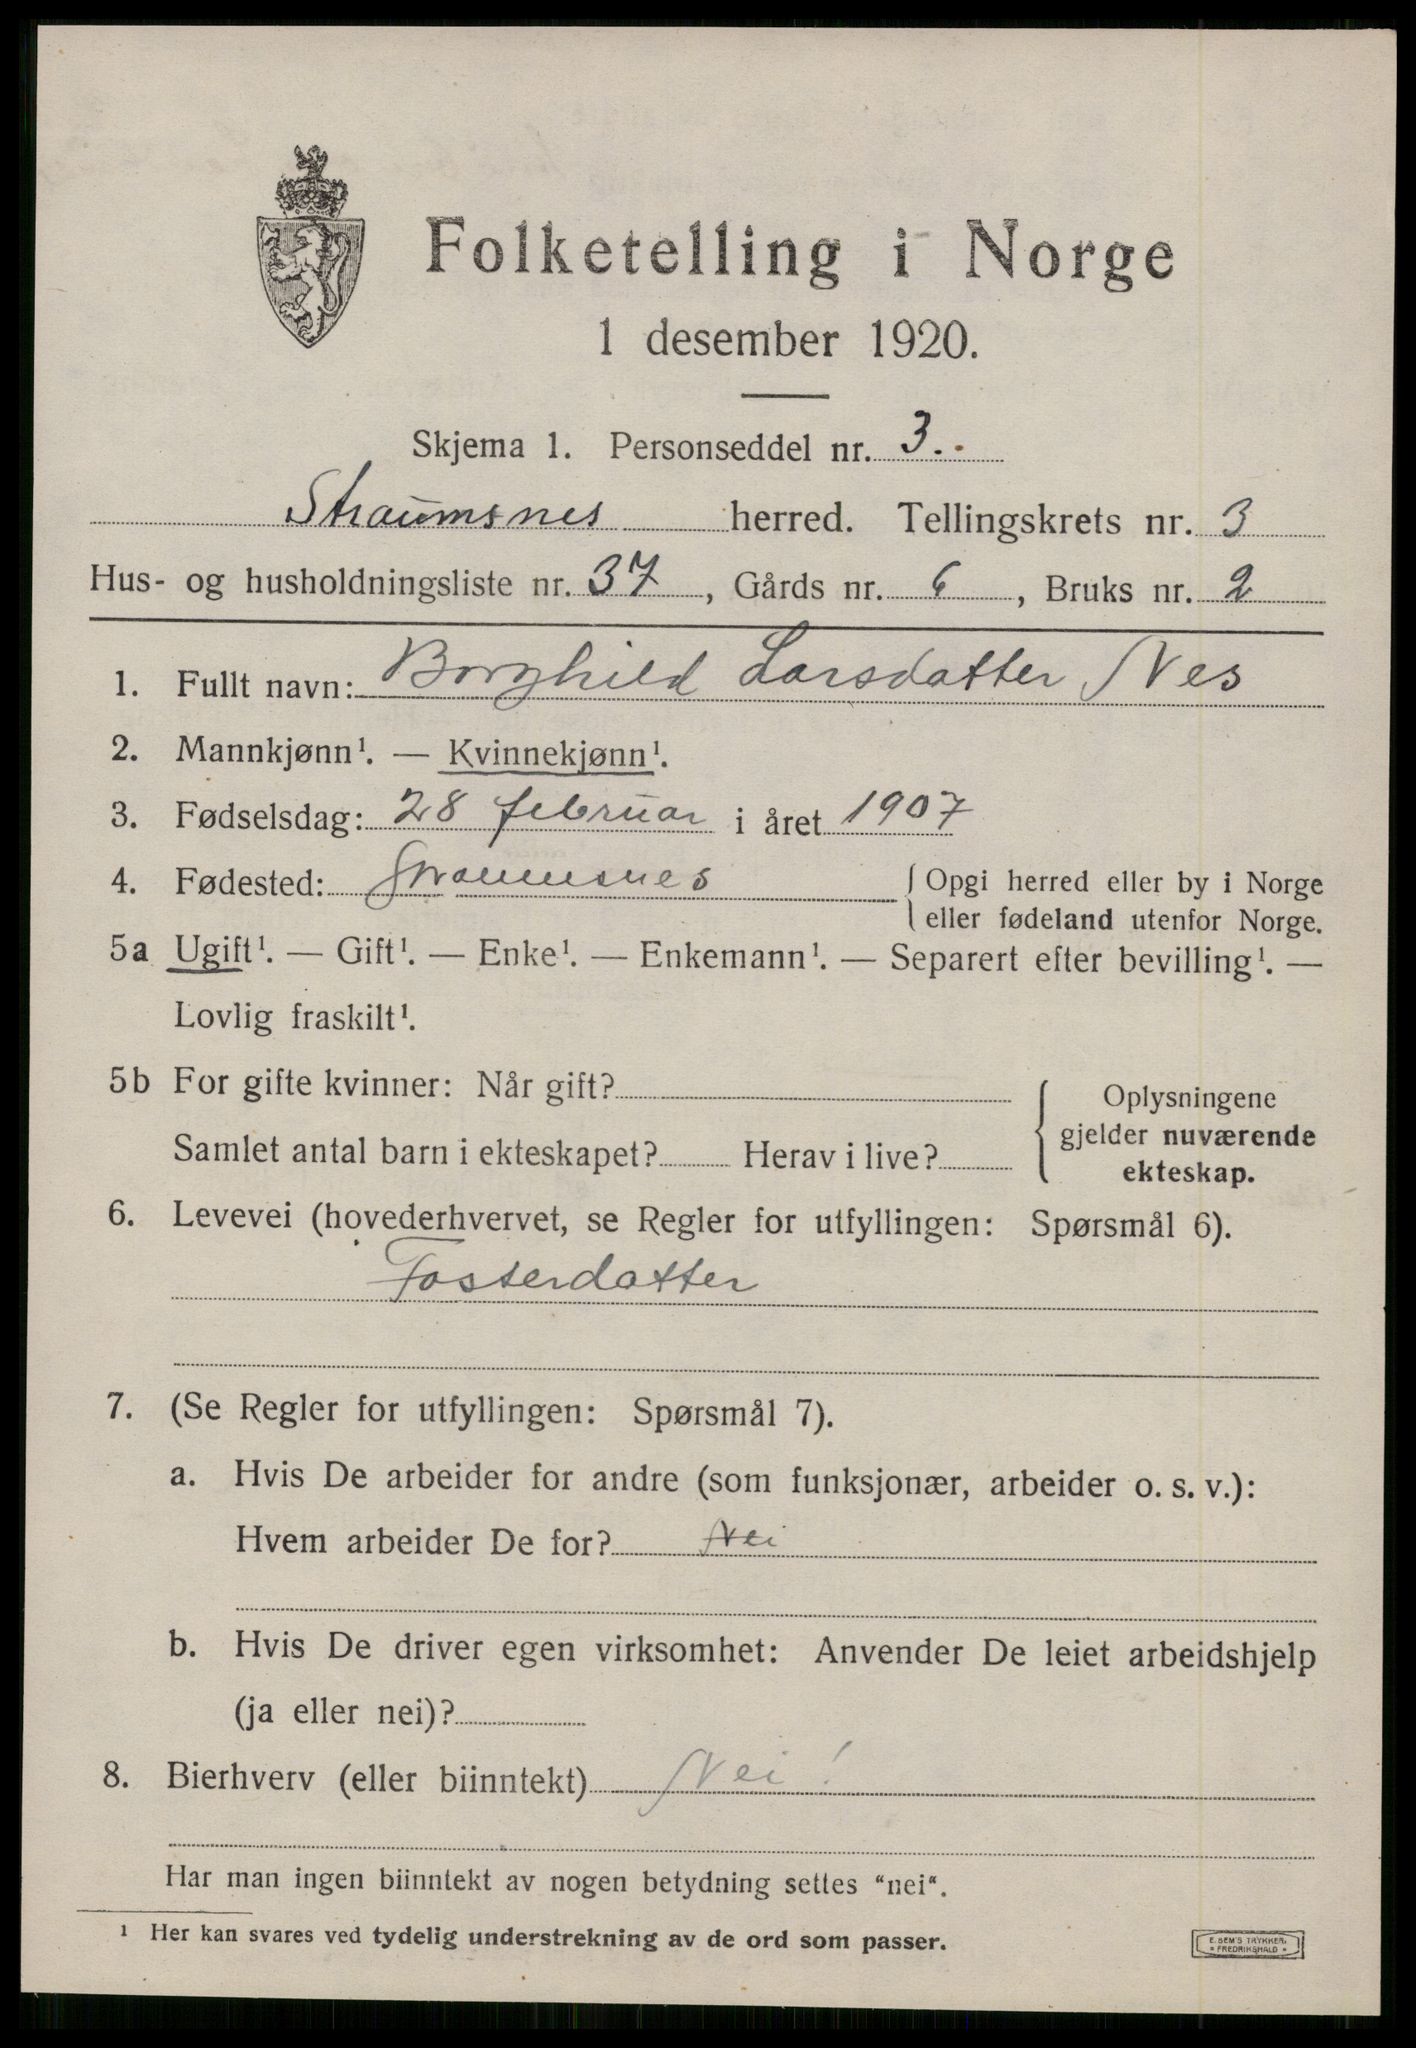 Folketelling i Norge
1 desember 1920.
Skjema 1. Personseddel nr. 3.
Straumsnes herred. Tellingskrets nr. 3
Hus- og husholdningsliste nr. 37, Gårds nr. 6, Bruks nr. 2
1. Fullt navn: Borghild Larsdatter Nes
2. Mannkjønn¹. — Kvinnekjønn¹.
3. Fødselsdag: 28 februar i året 1907
4. Fødested: Straumsnes { Opgi herred eller by i Norge
eller fødeland utenfor Norge.
5a Ugift¹. — Gift¹. — Enke¹. — Enkemann¹. — Separert efter bevilling¹. —
Lovlig fraskilt¹.
5b For gifte kvinner: Når gift?
Samlet antal barn i ekteskapet? Herav i live?
Oplysningene
gjelder nuværende
ekteskap.
6. Levevei (hovederhvervet, se Regler for utfyllingen: Spørsmål 6).
Fosterdatter
7. (Se Regler for utfyllingen: Spørsmål 7).
a. Hvis De arbeider for andre (som funksjonær, arbeider o. s. v.):
Hvem arbeider De for? Nei
b. Hvis De driver egen virksomhet: Anvender De leiet arbeidshjelp
(ja eller nei)?
8. Bierhverv (eller biinntekt) Nei!
Har man ingen biinntekt av nogen betydning settes "nei".
¹ Her kan svares ved tydelig understrekning av de ord som passer.
E. SEM'S TRYKKERI
FREDRIKSHALD